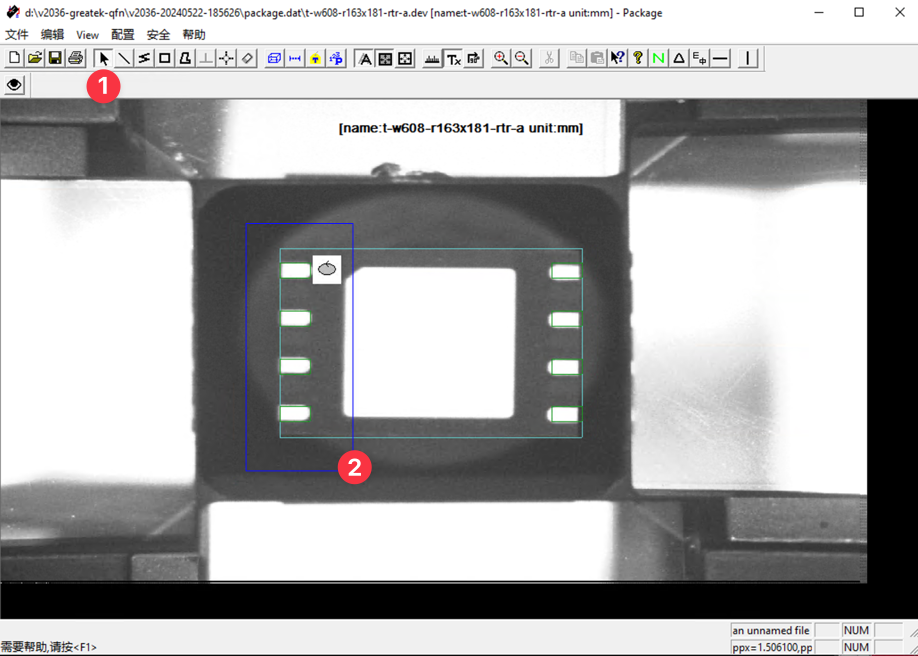 d:\v2036-greatek-qfn\v2036-20240522-185626\package.dat\t-w608-r163x181-rtr-a.dev [name:t-w608-r163x181-rtr-a unit:mm] - Package
文件 编辑 View 配置 安全 帮助
1
[name:t-w608-r163x181-rtr-a unit:mm]
2
an unnamed file NUM
需要帮助,请按<F1> ppx=1.506100,pp NUM